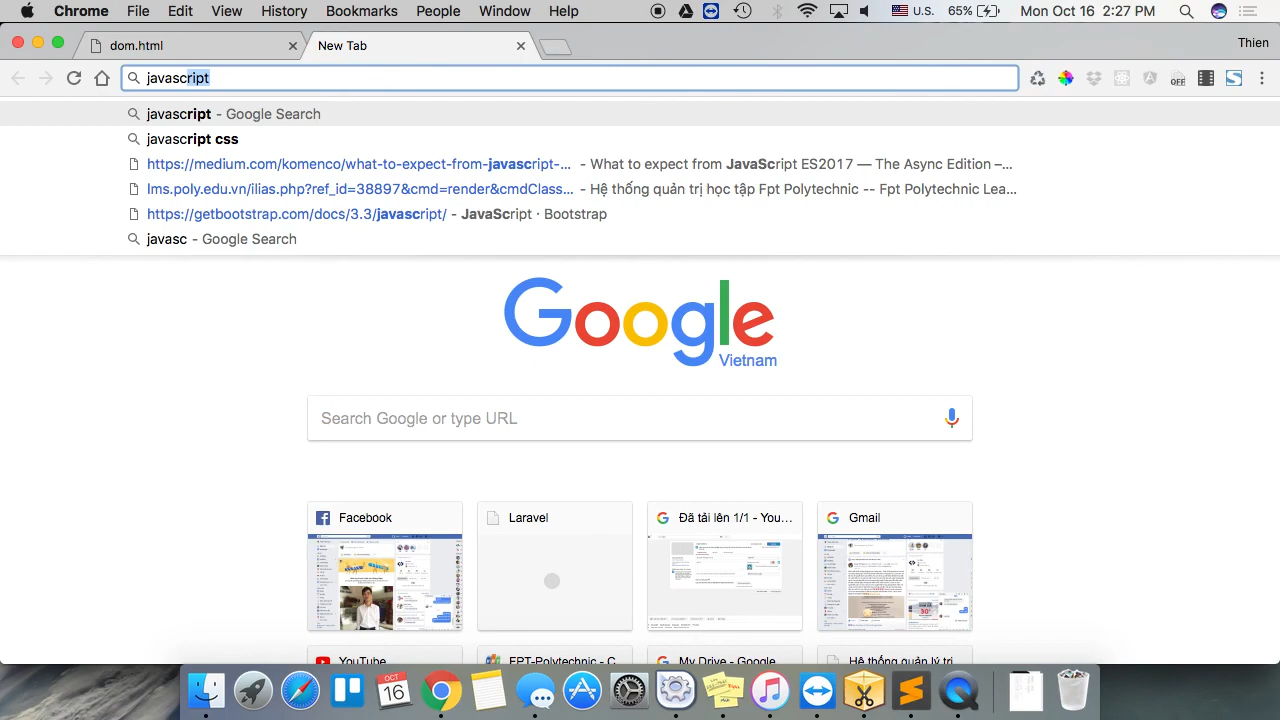 Chrome File Edit View History Bookmarks People Window Help U.S. 65% Mon Oct 16 2:27 PM
dom.html New Tab Thien
javascript
OFF
javascript - Google Search
javascript css
https://medium.com/komenco/what-to-expect-from-javascript-... - What to expect from JavaScript ES2017 — The Async Edition –...
lms.poly.edu.vn/ilias.php?ref_id=38897&cmd=render&cmdClass... - Hệ thống quản trị học tập Fpt Polytechnic -- Fpt Polytechnic Lea...
https://getbootstrap.com/docs/3.3/javascript/ - JavaScript · Bootstrap
javasc - Google Search
Google
Vietnam
Search Google or type URL
Facebook Laravel Đã tải lên 1/1 - You... Gmail
YouTube FPT-Polytechnic - C... My Drive - Google... Hệ thống quản lý tri...
OCT
16